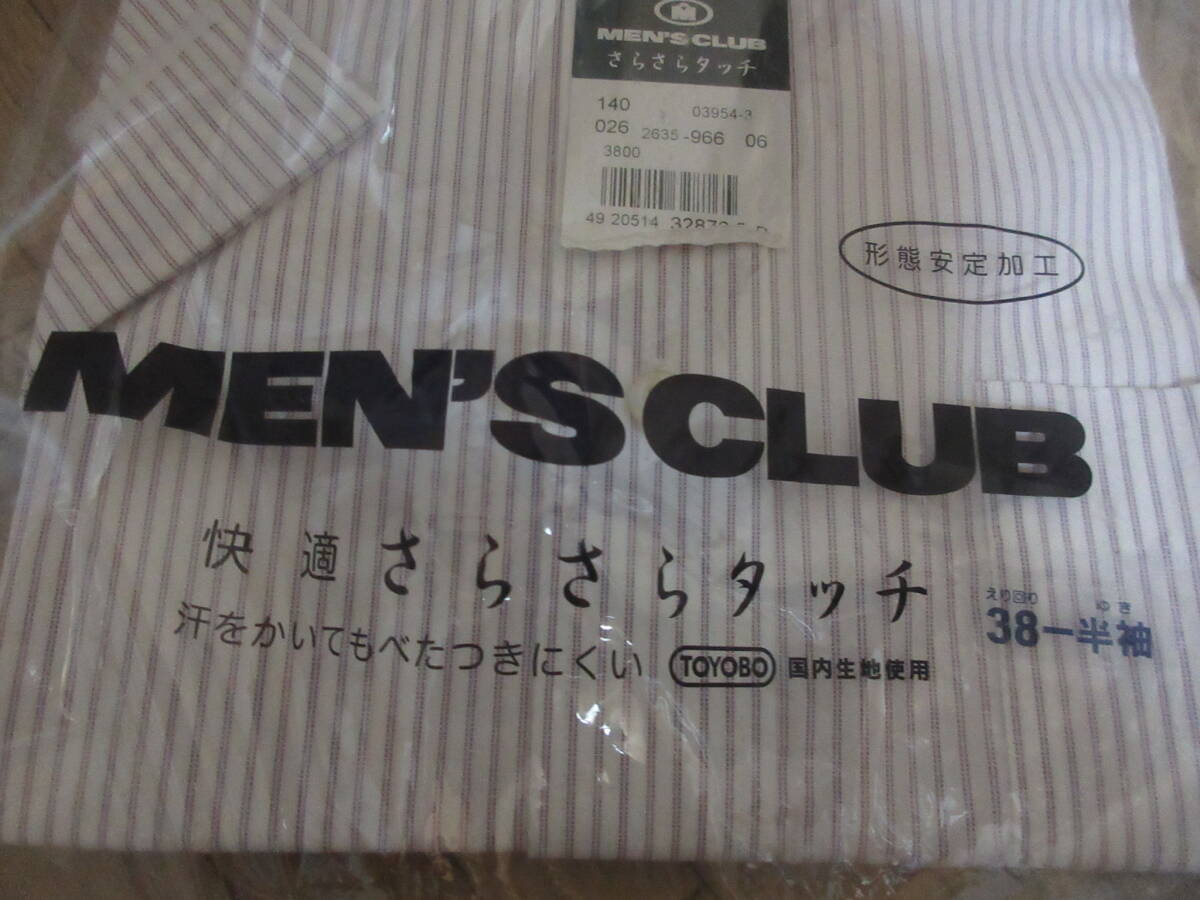 M
MEN'S CLUB
さらさらタッチ
140 03954-3
026 2635-966 06
3800
49 20514
形態安定加工
MEN'S CLUB
快適さらさらタッチ
汗をかいてもべたつきにくい TOYOBO 国内生地使用
えり回り ゆき
38-半袖